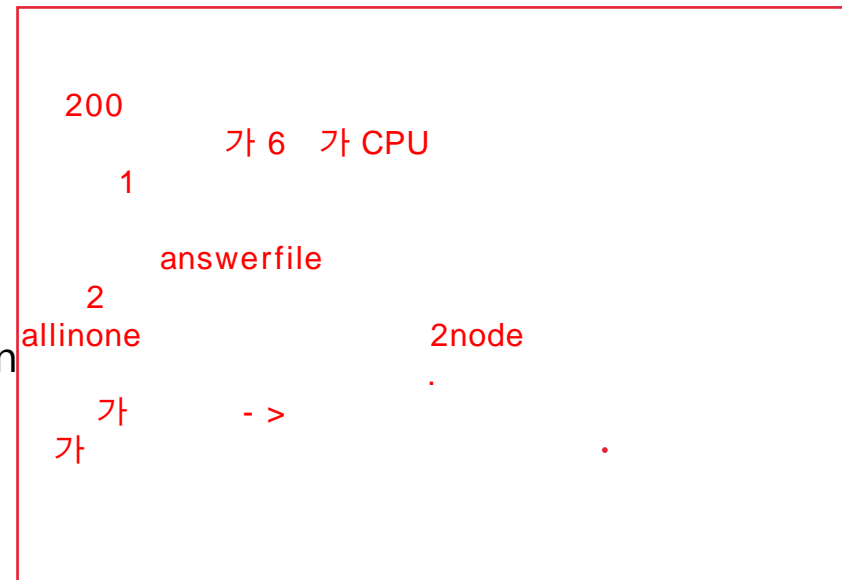 200
가 6 가 CPU
1
answerfile
2
allinone 2node
n
.
가 - >
가 .